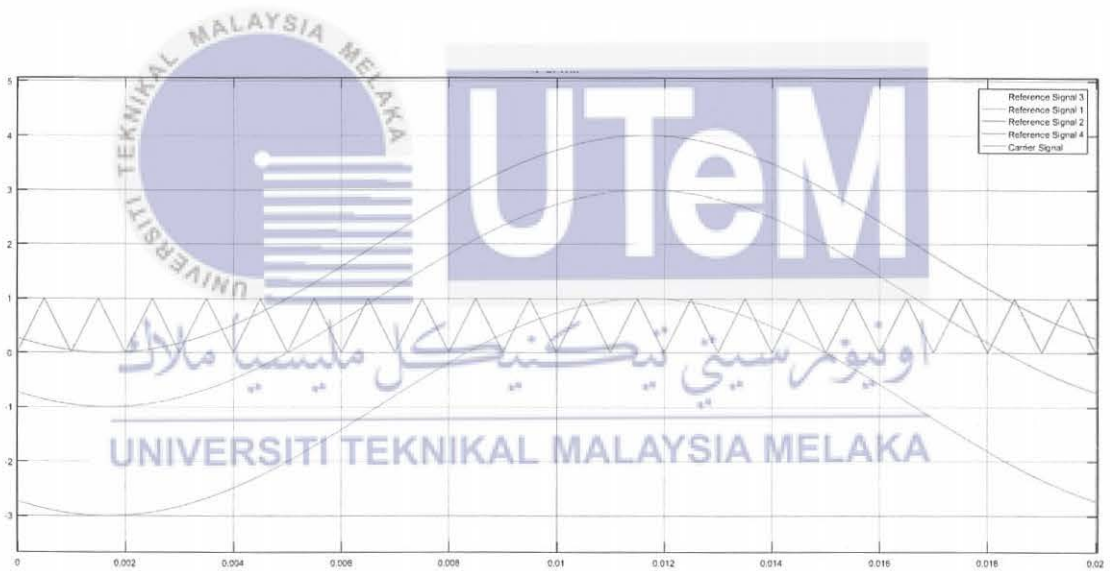 UNIVERSITI TEKNIKAL MALAYSIA MELAKA
UTeM
5
4
3
2
1
0
-1
-2
-3
Reference Signal 3
Reference Signal 1
Reference Signal 2
Reference Signal 4
Carrier Signal
اونيۏرسيتي تيكنيكل مليسيا ملاك
UNIVERSITI TEKNIKAL MALAYSIA MELAKA
0 0.002 0.004 0.006 0.008 0.01 0.012 0.014 0.016 0.018 0.02